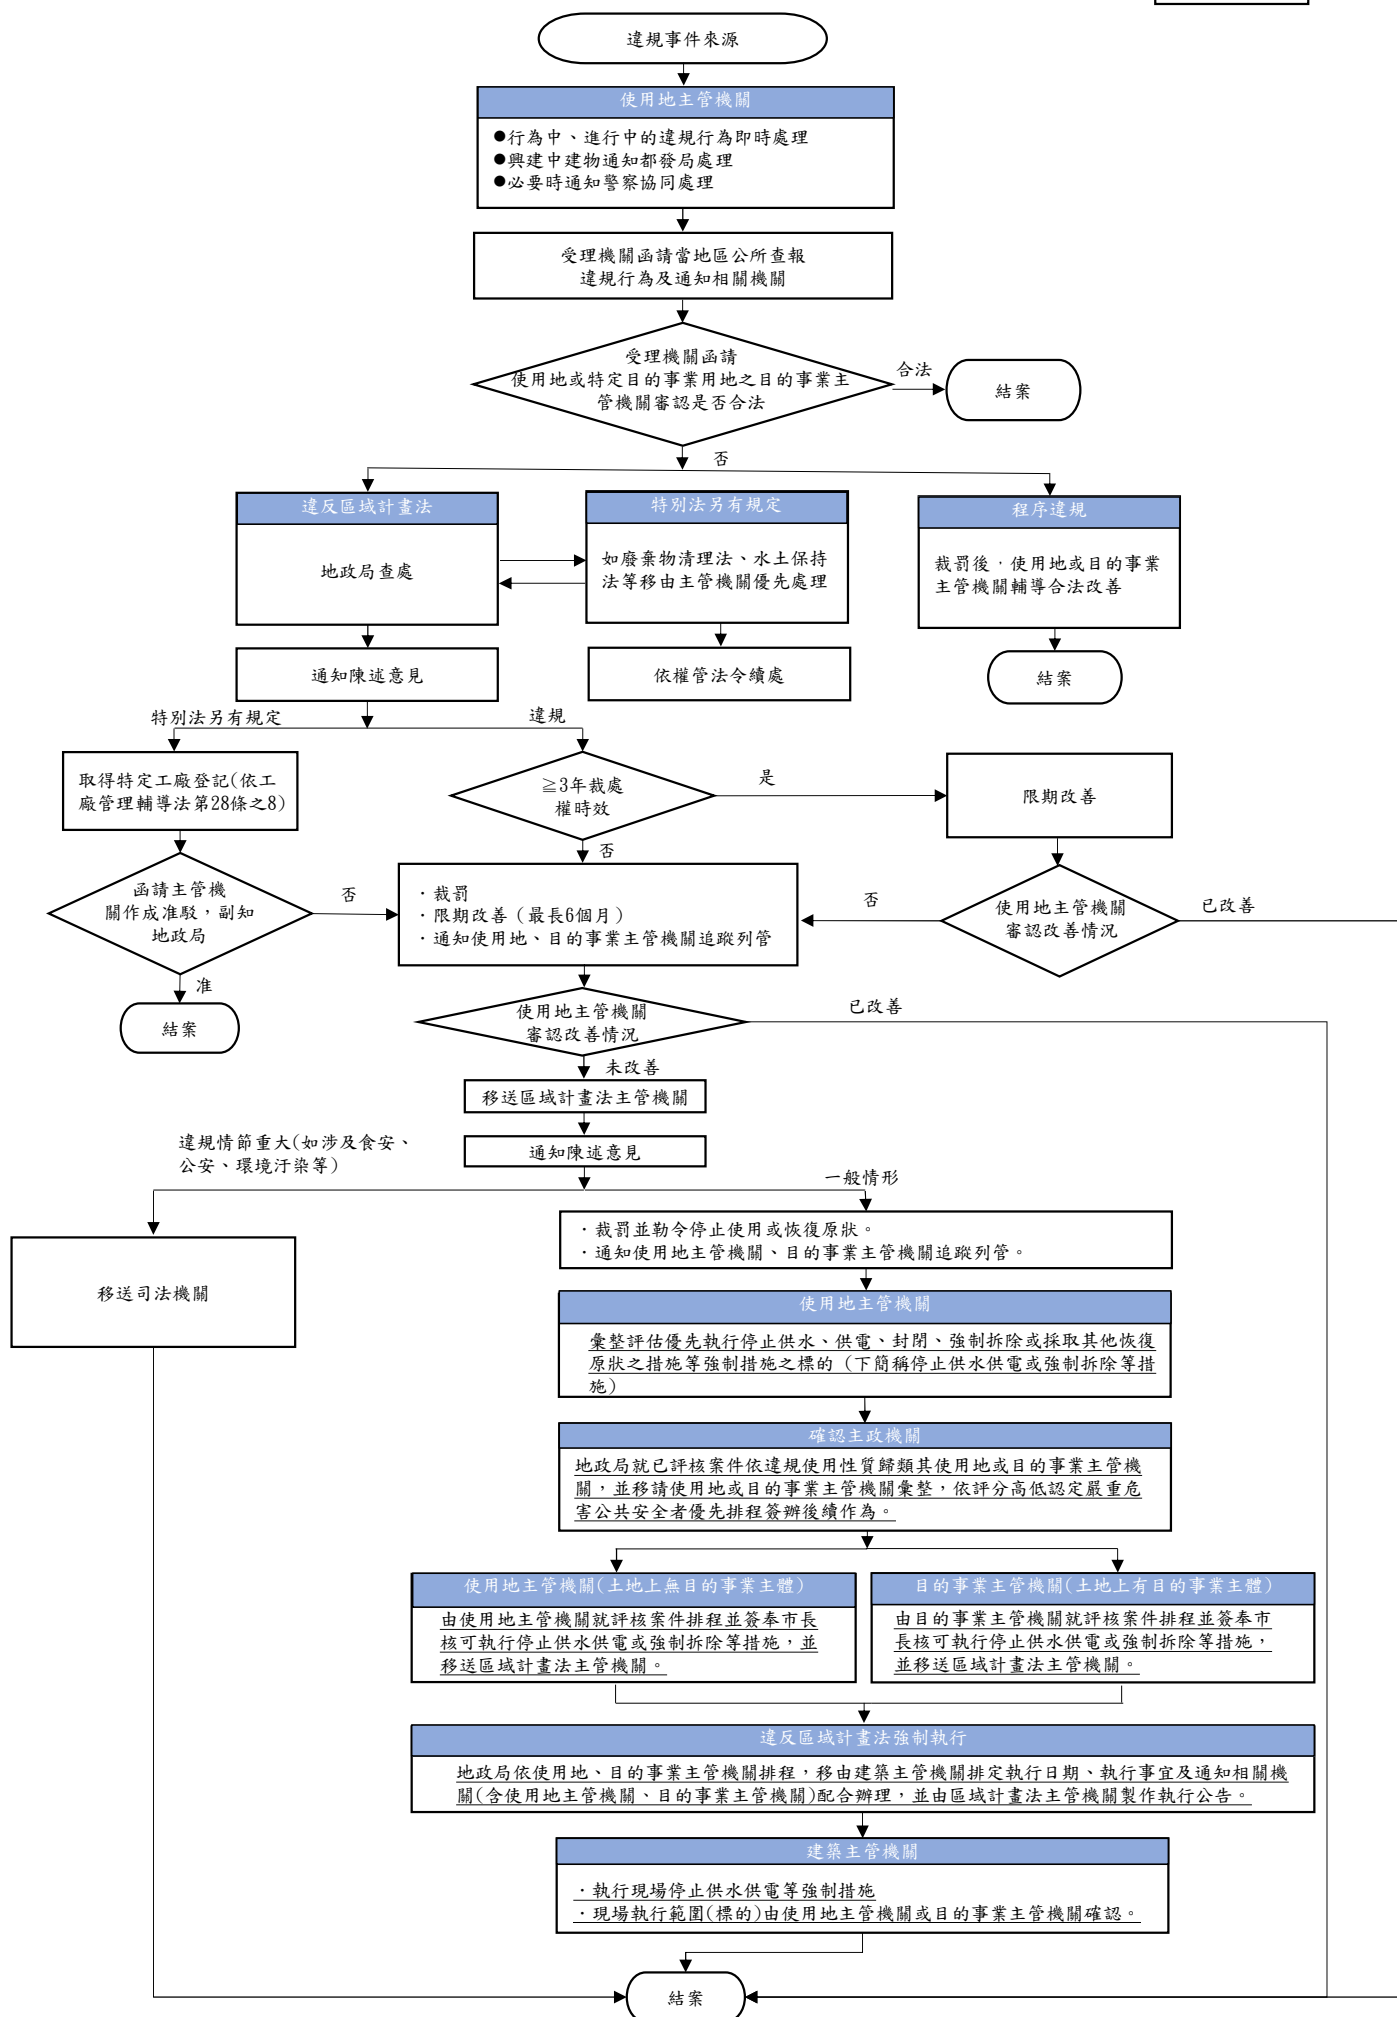 違規事件來源
使用地主管機關
●行為中、進行中的違規行為即時處理
●興建中建物通知都發局處理
●必要時通知警察協同處理
受理機關函請當地區公所查報
違規行為及通知相關機關
受理機關函請
使用地或特定目的事業用地之目的事業主
管機關審認是否合法
合法
結案
否
違反區域計畫法
地政局查處
特別法另有規定
如廢棄物清理法、水土保持
法等移由主管機關優先處理
程序違規
裁罰後，使用地或目的事業
主管機關輔導合法改善
通知陳述意見
依權管法令續處
結案
特別法另有規定
違規
取得特定工廠登記(依工
廠管理輔導法第28條之8)
≧3年裁處
權時效
是
限期改善
否
函請主管機
關作成准駁，副知
地政局
否
．裁罰
．限期改善（最長6個月）
．通知使用地、目的事業主管機關追蹤列管
否
使用地主管機關
審認改善情況
已改善
准
結案
使用地主管機關
審認改善情況
已改善
未改善
移送區域計畫法主管機關
通知陳述意見
違規情節重大(如涉及食安、
公安、環境汙染等)
一般情形
移送司法機關
．裁罰並勒令停止使用或恢復原狀。
．通知使用地主管機關、目的事業主管機關追蹤列管。
使用地主管機關
彙整評估優先執行停止供水、供電、封閉、強制拆除或採取其他恢復
原狀之措施等強制措施之標的（下簡稱停止供水供電或強制拆除等措
施）
確認主政機關
地政局就已評核案件依違規使用性質歸類其使用地或目的事業主管機
關，並移請使用地或目的事業主管機關彙整，依評分高低認定嚴重危
害公共安全者優先排程簽辦後續作為。
使用地主管機關(土地上無目的事業主體)
由使用地主管機關就評核案件排程並簽奉市長
核可執行停止供水供電或強制拆除等措施，並
移送區域計畫法主管機關。
目的事業主管機關(土地上有目的事業主體)
由目的事業主管機關就評核案件排程並簽奉市
長核可執行停止供水供電或強制拆除等措施，
並移送區域計畫法主管機關。
違反區域計畫法強制執行
地政局依使用地、目的事業主管機關排程，移由建築主管機關排定執行日期、執行事宜及通知相關機
關(含使用地主管機關、目的事業主管機關)配合辦理，並由區域計畫法主管機關製作執行公告。
建築主管機關
．執行現場停止供水供電等強制措施
．現場執行範圍(標的)由使用地主管機關或目的事業主管機關確認。
結案